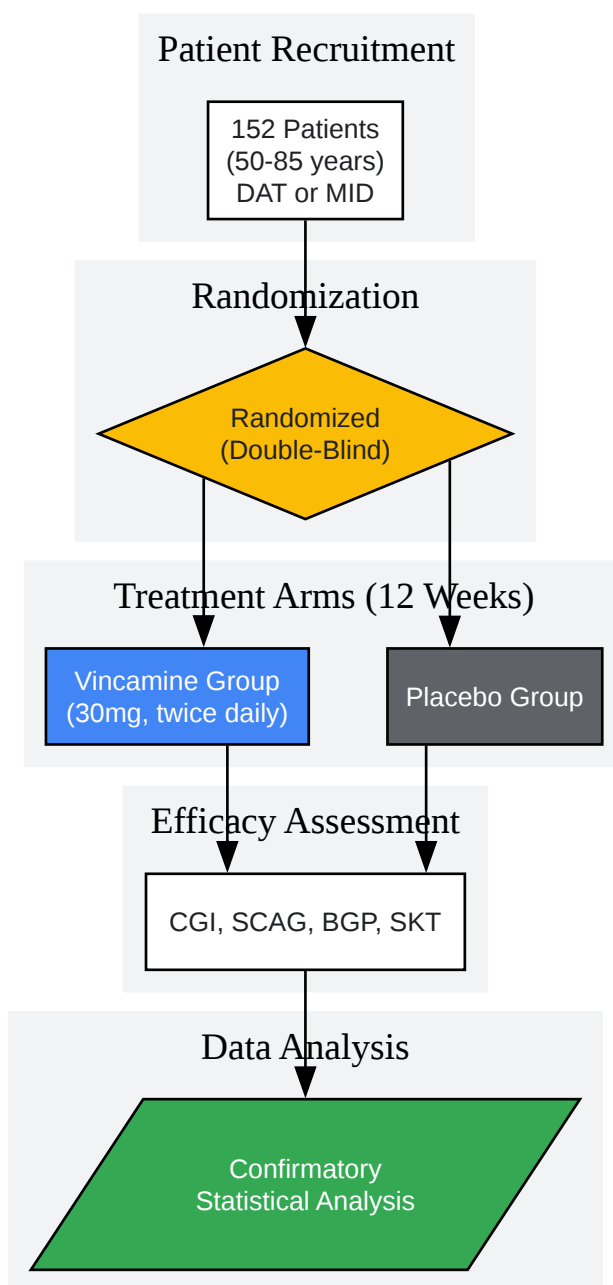 Patient Recruitment
152 Patients
(50-85 years)
DAT or MID
Randomization
Randomized
(Double-Blind)
Treatment Arms (12 Weeks)
Vincamine Group
(30mg, twice daily)
Placebo Group
Efficacy Assessment
CGI, SCAG, BGP, SKT
Data Analysis
Confirmatory
Statistical Analysis